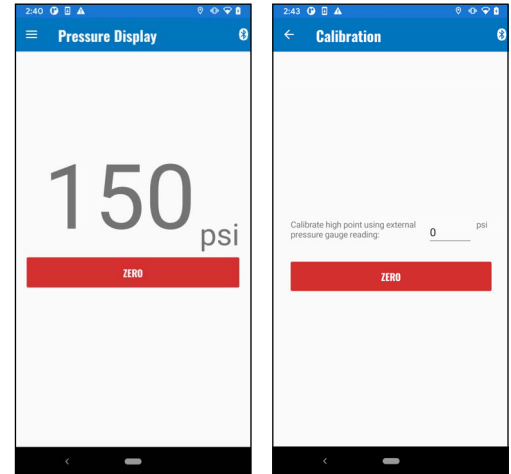 2:40
Pressure Display
150 psi
ZERO
2:43
Calibration
Calibrate high point using external
pressure gauge reading: 0 psi
ZERO